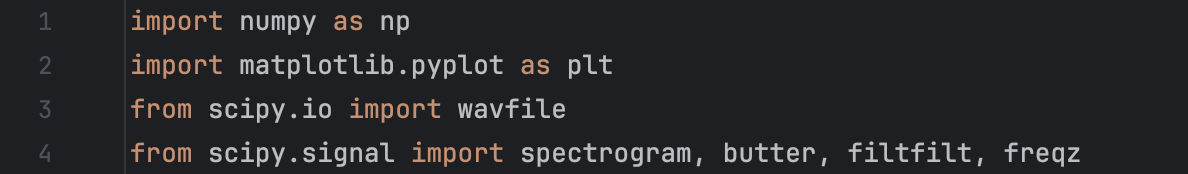 1 import numpy as np
2 import matplotlib.pyplot as plt
3 from scipy.io import wavfile
4 from scipy.signal import spectrogram, butter, filtfilt, freqz